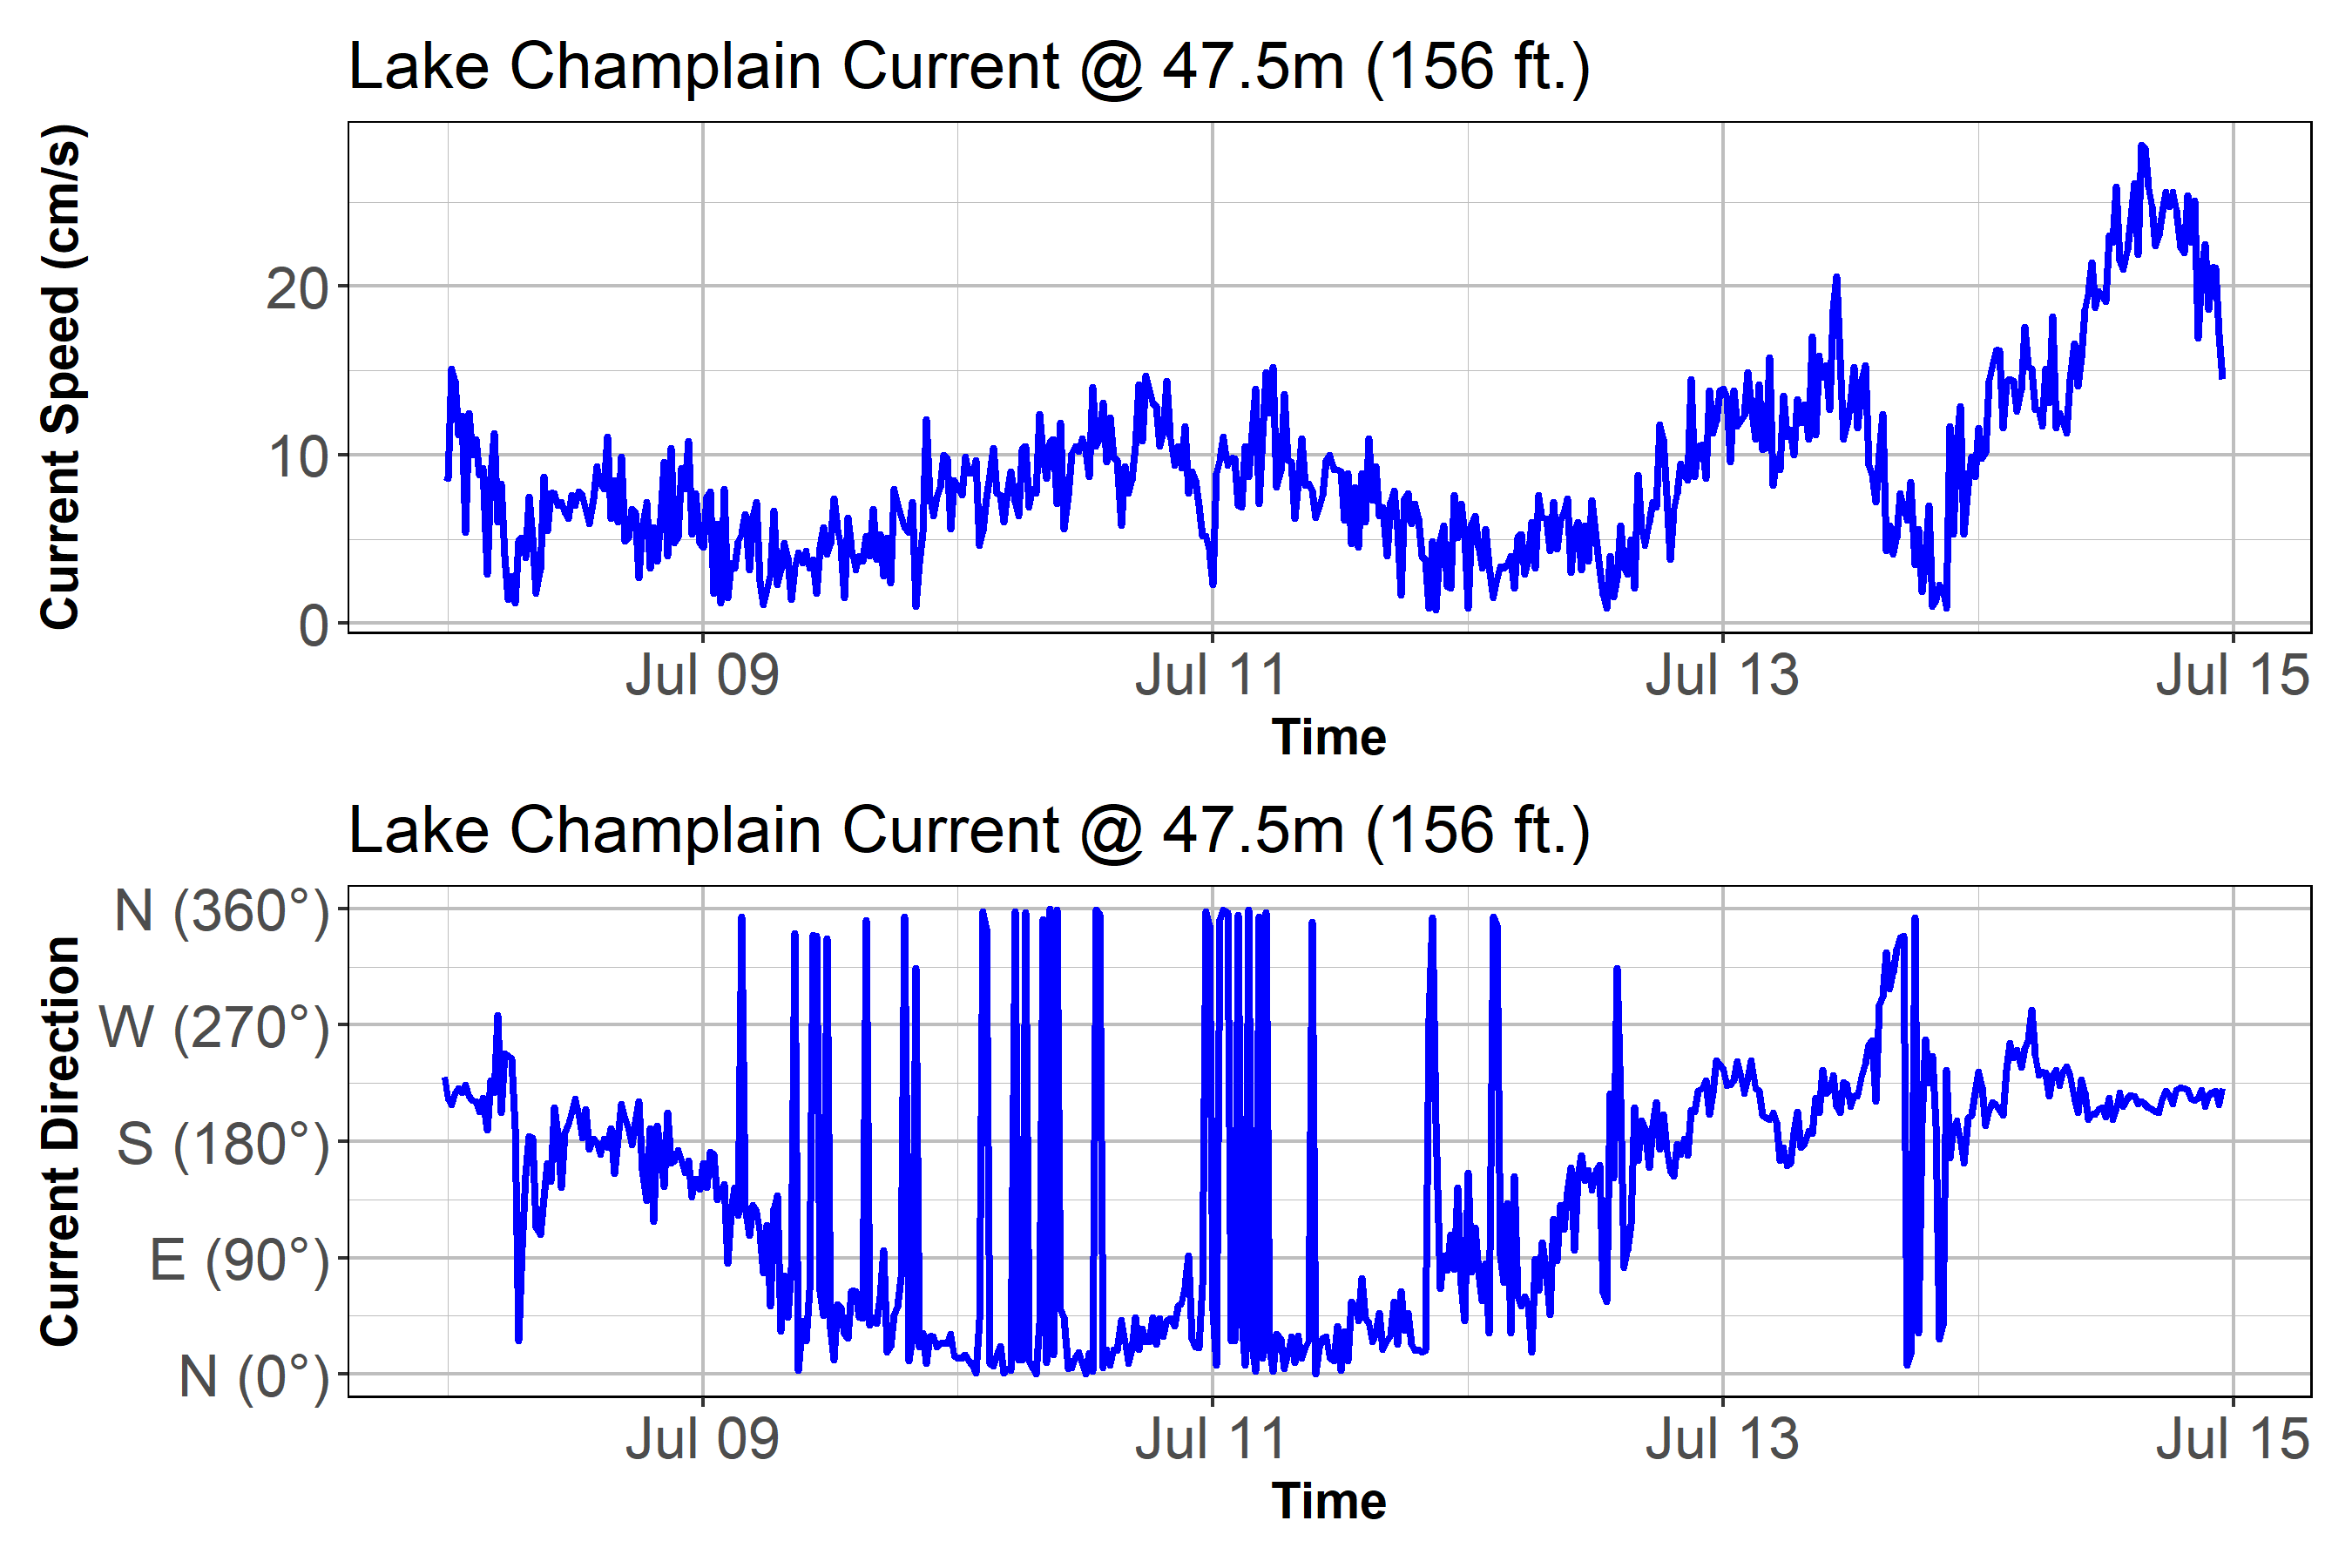 Lake Champlain Current @ 47.5m (156 ft.)
Current Speed (cm/s)
20
10
0
Jul 09 Jul 11 Jul 13 Jul 15
Time
Lake Champlain Current @ 47.5m (156 ft.)
Current Direction
N (360°)
W (270°)
S (180°)
E (90°)
N (0°)
Jul 09 Jul 11 Jul 13 Jul 15
Time